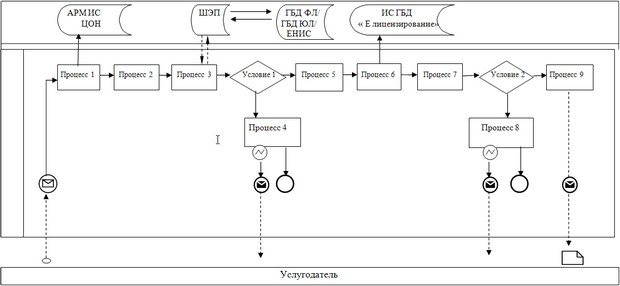 АРМ ИС
ЦОН
ШЭП
ГБД ФЛ/
ГБД ЮЛ/
ЕНИС
ИС ГБД
« Е лицензирование»
Процесс 1
Процесс 2
Процесс 3
Условие 1
Процесс 5
Процесс 6
Процесс 7
Условие 2
Процесс 9
Процесс 4
Процесс 8
Услугодатель